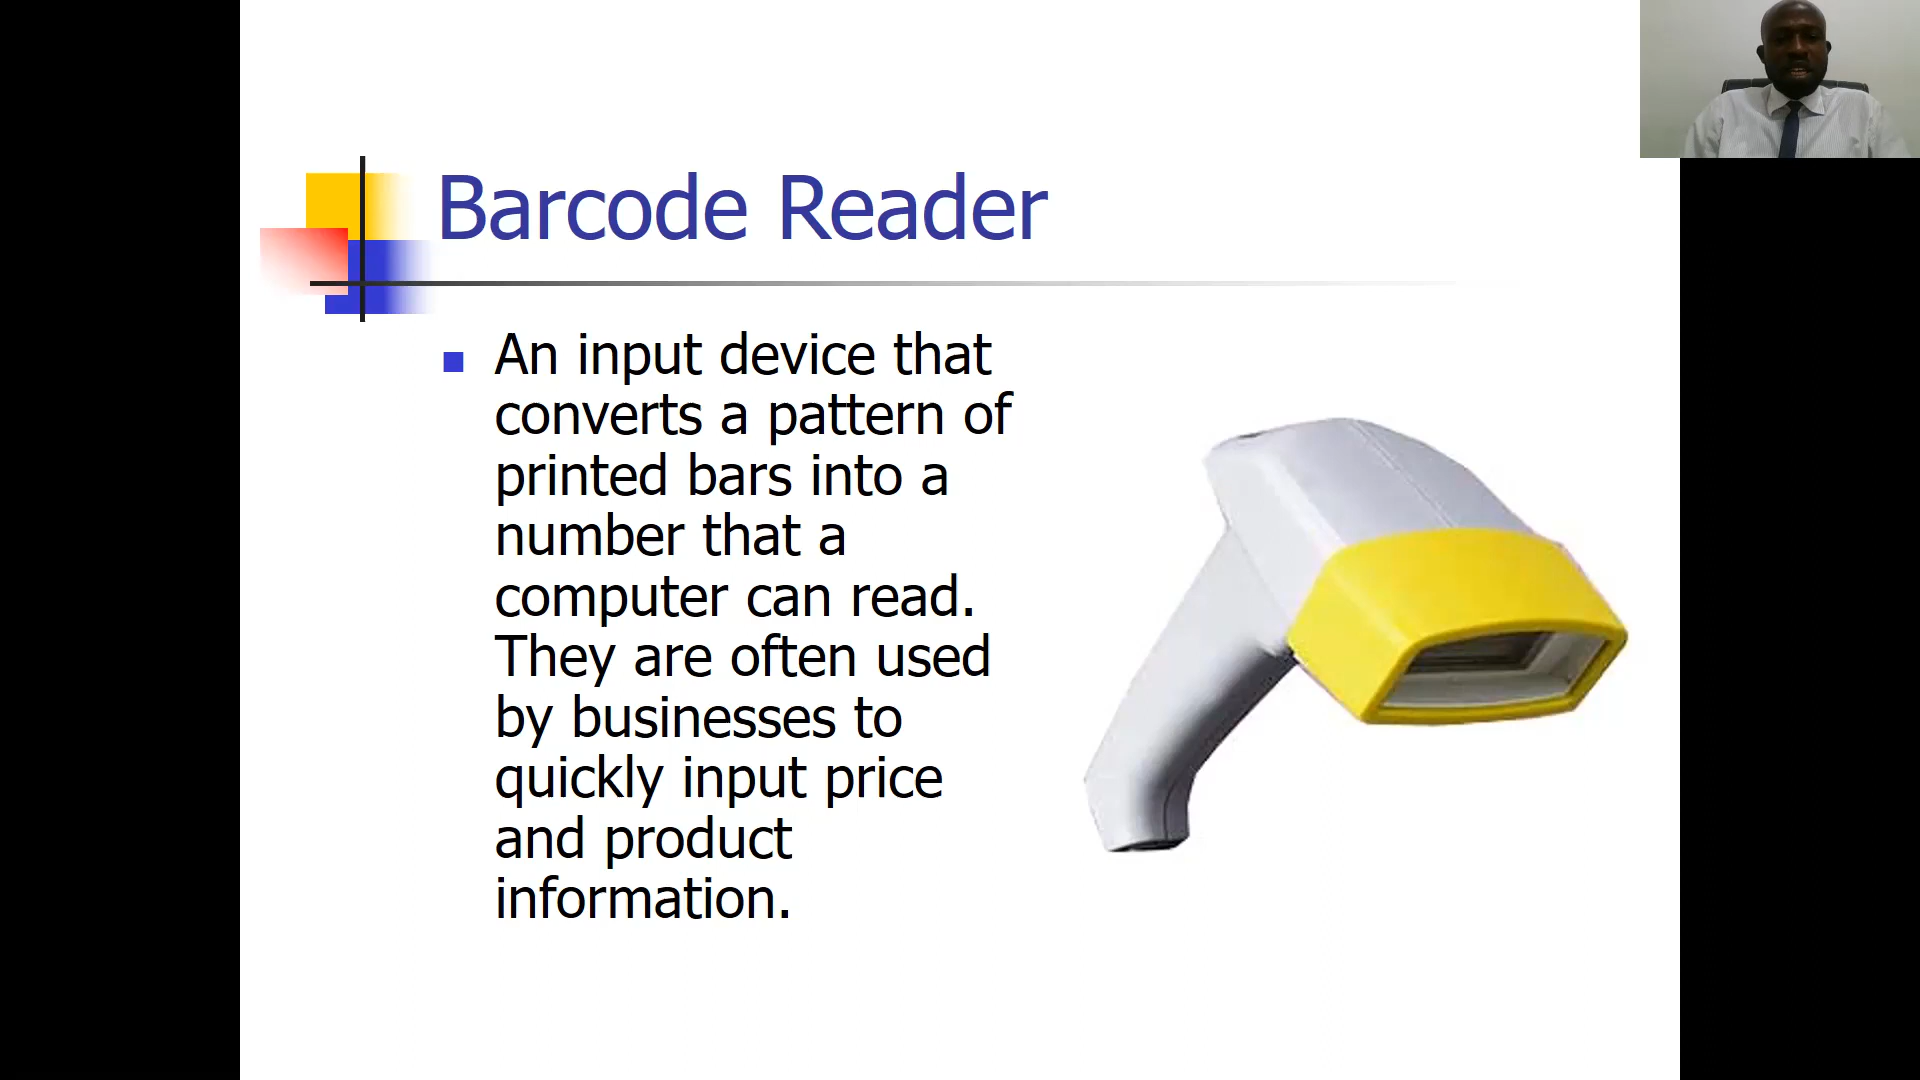 Barcode Reader
An input device that
converts a pattern of
printed bars into a
number that a
computer can read.
They are often used
by businesses to
quickly input price
and product
information.